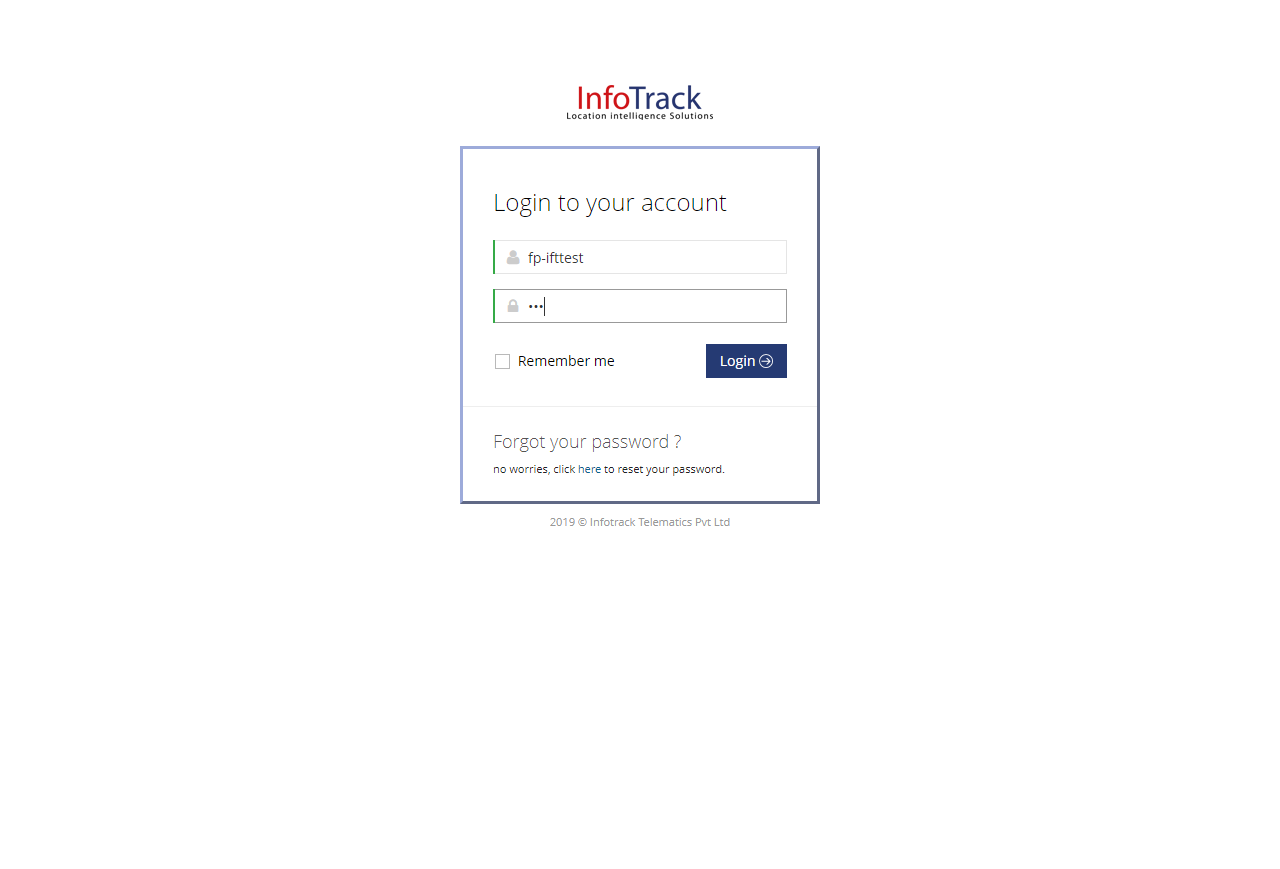 InfoTrack
Location intelligence Solutions
Login to your account
fp-ifttest
•••
Remember me
Login
Forgot your password ?
no worries, click here to reset your password.
2019 © Infotrack Telematics Pvt Ltd